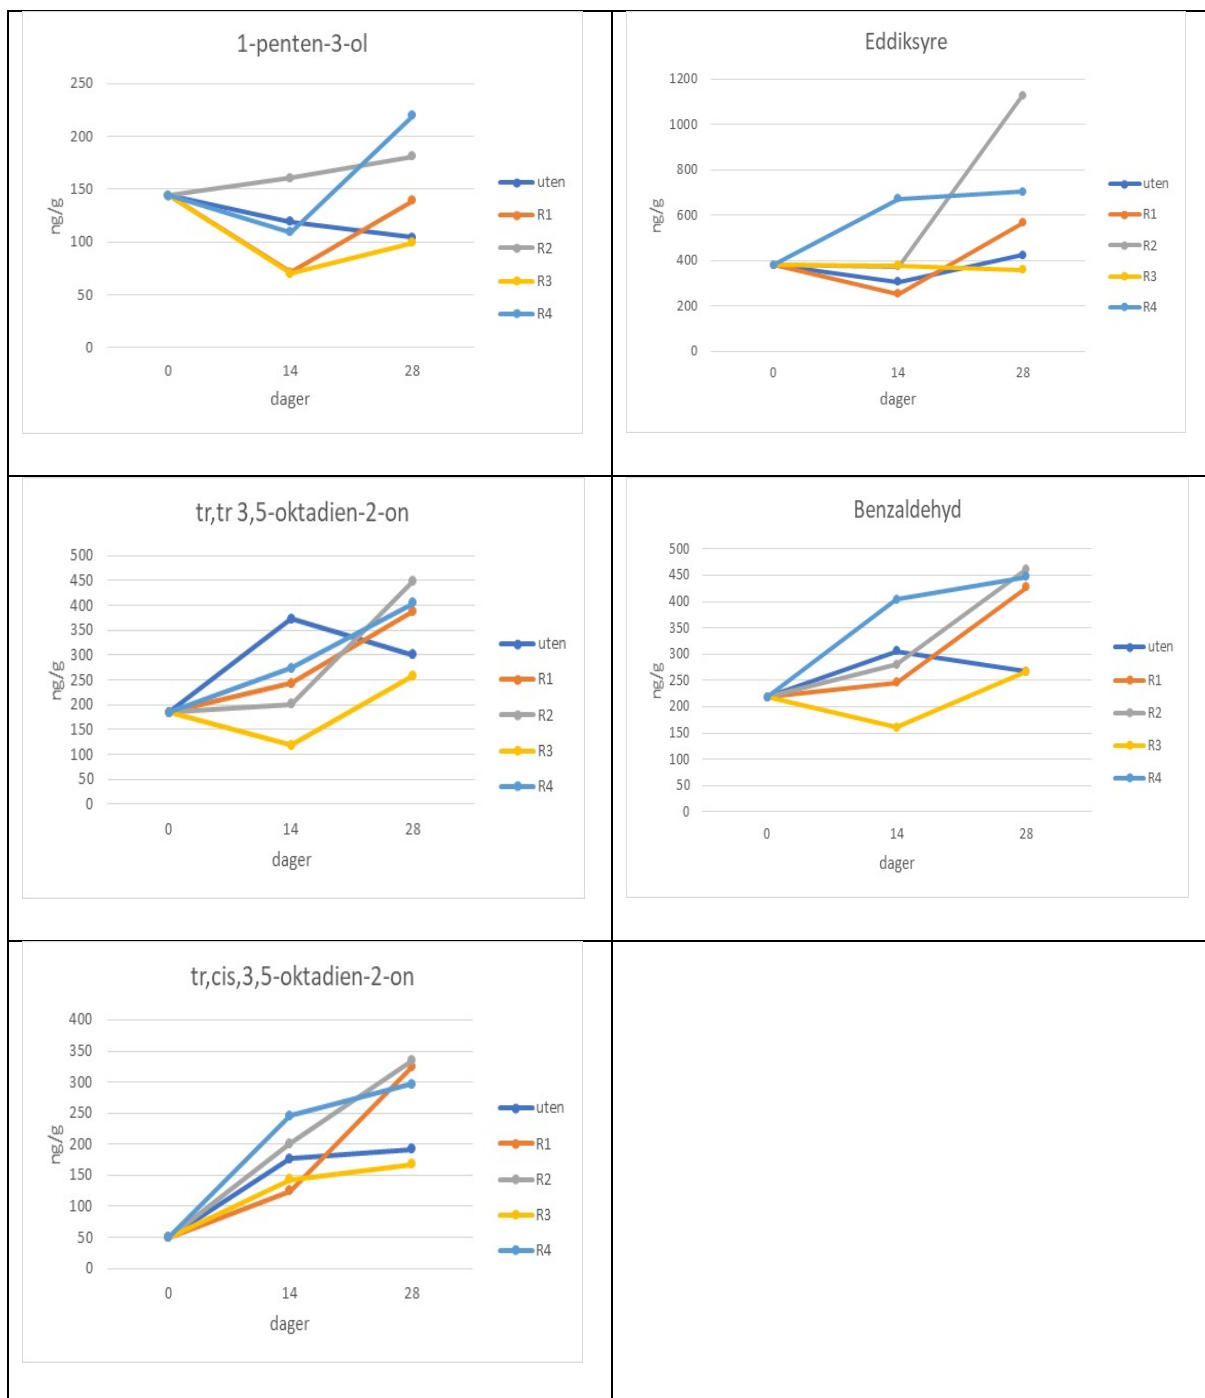 1-penten-3-ol
250
200
150
100
50
0
ng/g
0 14 28
dager
uten
R1
R2
R3
R4
Eddiksyre
1200
1000
800
600
400
200
0
ng/g
0 14 28
dager
uten
R1
R2
R3
R4
tr,tr 3,5-oktadien-2-on
500
450
400
350
300
250
200
150
100
50
0
ng/g
0 14 28
dager
uten
R1
R2
R3
R4
Benzaldehyd
500
450
400
350
300
250
200
150
100
50
0
ng/g
0 14 28
dager
uten
R1
R2
R3
R4
tr,cis,3,5-oktadien-2-on
400
350
300
250
200
150
100
50
0
ng/g
0 14 28
dager
uten
R1
R2
R3
R4